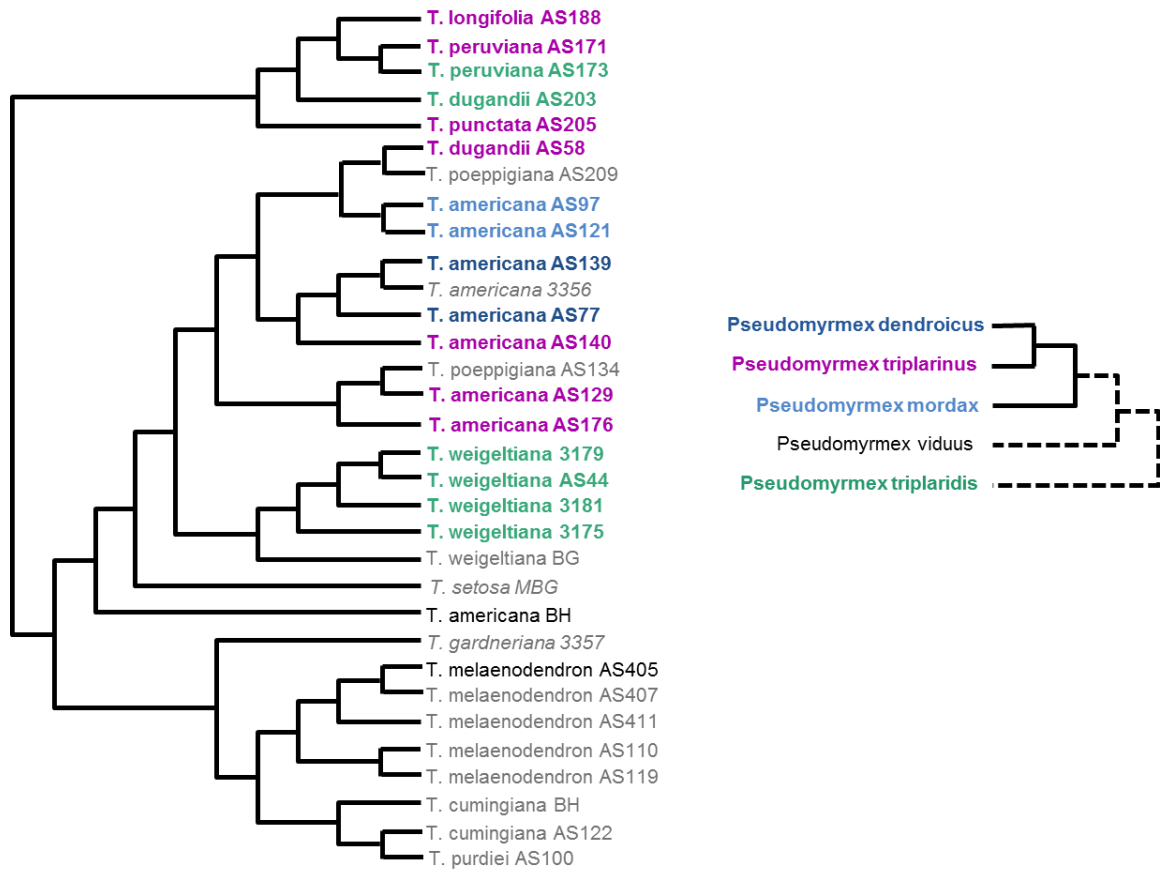 T. longifolia AS188
T. peruviana AS171
T. peruviana AS173
T. dugandii AS203
T. punctata AS205
T. dugandii AS58
T. poeppigiana AS209
T. americana AS97
T. americana AS121
T. americana AS139
T. americana 3356
T. americana AS77
T. americana AS140
T. poeppigiana AS134
T. americana AS129
T. americana AS176
T. weigeltiana 3179
T. weigeltiana AS44
T. weigeltiana 3181
T. weigeltiana 3175
T. weigeltiana BG
T. setosa MBG
T. americana BH
T. gardneriana 3357
T. melaenodendron AS405
T. melaenodendron AS407
T. melaenodendron AS411
T. melaenodendron AS110
T. melaenodendron AS119
T. cumingiana BH
T. cumingiana AS122
T. purdiei AS100
Pseudomyrmex dendroicus
Pseudomyrmex triplarinus
Pseudomyrmex mordax
Pseudomyrmex viduus
Pseudomyrmex triplaridis